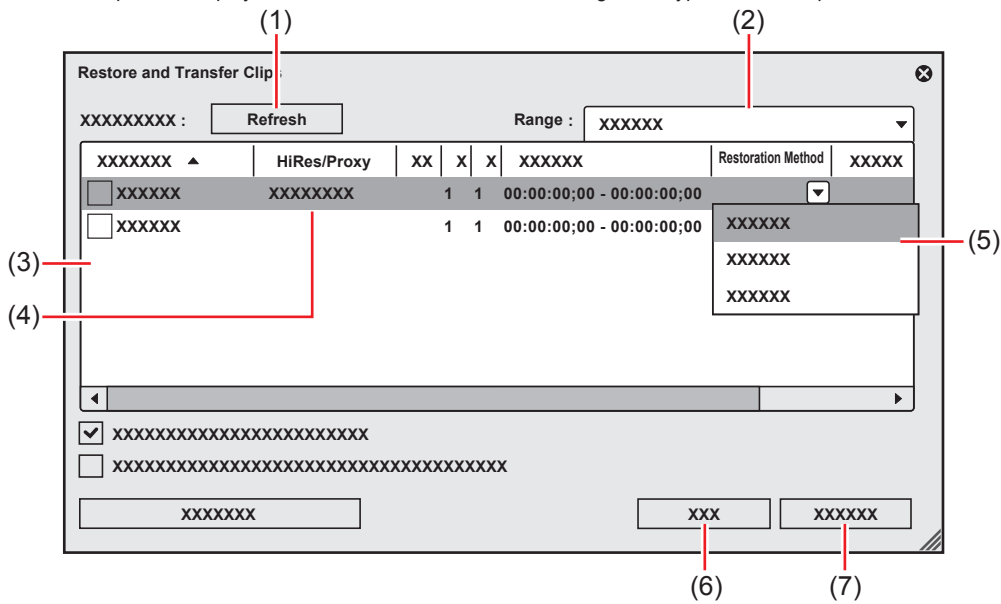 (1)
(2)
Restore and Transfer Clips
XXXXXXXXX :
Refresh
Range :
XXXXXX
XXXXXXX ▲
HiRes/Proxy
XX
X
X
XXXXXX
Restoration Method
XXXXX
XXXXXX
XXXXXXXX
1
1
00:00:00;00 - 00:00:00;00
XXXXXX
1
1
00:00:00;00 - 00:00:00;00
XXXXXX
XXXXXX
XXXXXX
(3)
(4)
(5)
XXXXXXXXXXXXXXXXXXXXXXXX
XXXXXXXXXXXXXXXXXXXXXXXXXXXXXXXXXXXXX
XXXXXXX
XXX
XXXXXX
(6)
(7)